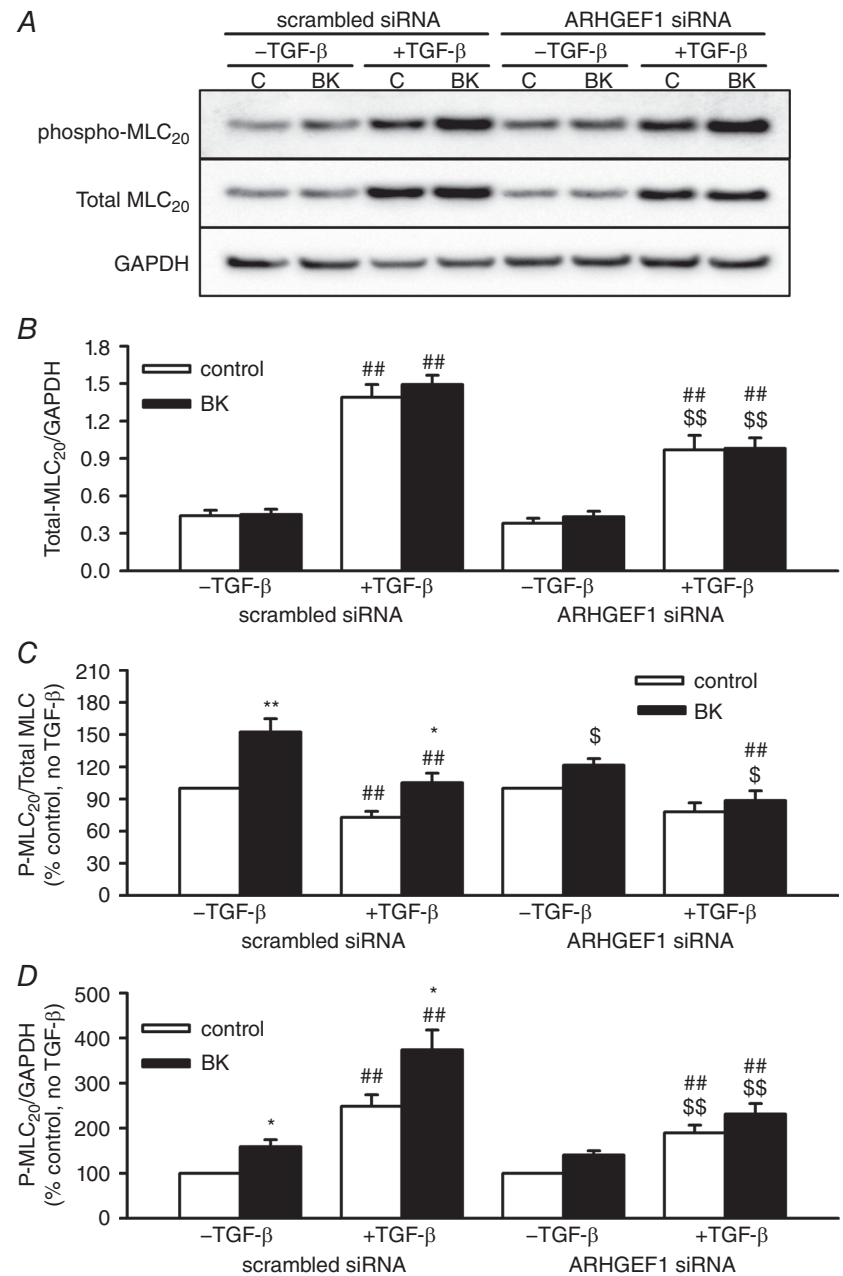 A
scrambled siRNA ARHGEF1 siRNA
–TGF-β +TGF-β –TGF-β +TGF-β
C BK C BK C BK C BK
phospho-MLC20
Total MLC20
GAPDH
B
Total-MLC20/GAPDH
1.8
1.5
1.2
0.9
0.6
0.3
0.0
control
BK
## ##
## ##
$$ $$
–TGF-β +TGF-β –TGF-β +TGF-β
scrambled siRNA ARHGEF1 siRNA
C
P-MLC20/Total MLC
(% control, no TGF-β)
210
180
150
120
90
60
30
0
control
BK
**
*
## ##
$
##
$
–TGF-β +TGF-β –TGF-β +TGF-β
scrambled siRNA ARHGEF1 siRNA
D
P-MLC20/GAPDH
(% control, no TGF-β)
500
400
300
200
100
0
control
BK
*
##
*
##
## ##
$$ $$
–TGF-β +TGF-β –TGF-β +TGF-β
scrambled siRNA ARHGEF1 siRNA